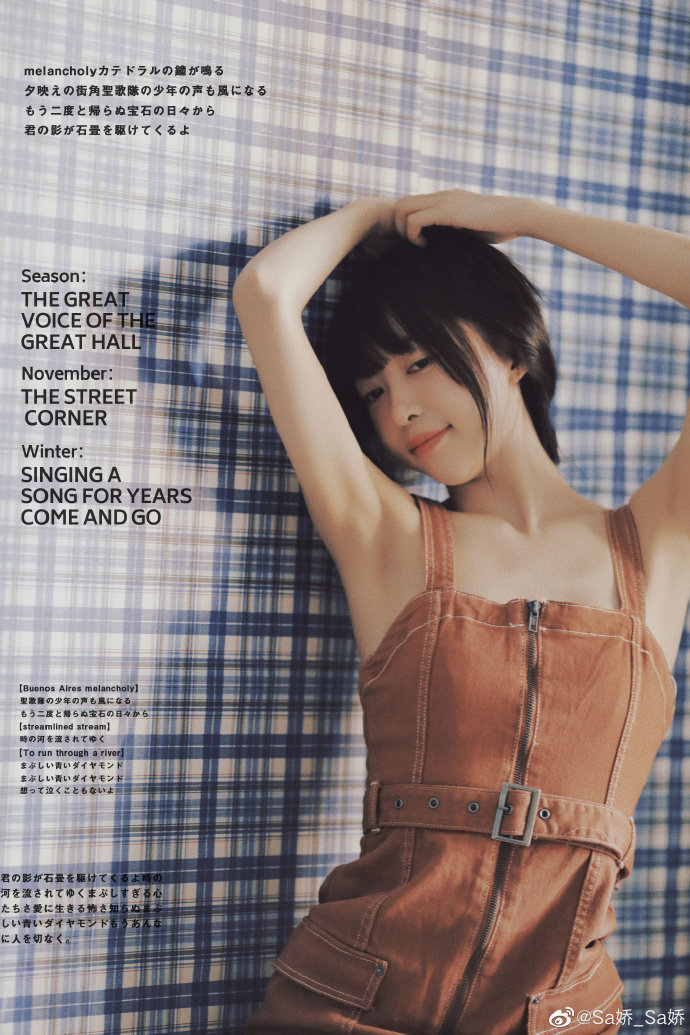 melancholyカテドラルの鐘が鳴る
夕映えの街角聖歌隊の少年の声も風になる
もう二度と帰らぬ宝石の日々から
君の影が石畳を駆けてくるよ
Season:
THE GREAT
VOICE OF THE
GREAT HALL
November:
THE STREET
CORNER
Winter:
SINGING A
SONG FOR YEARS
COME AND GO
【Buenos Aires melancholy】
聖歌隊の少年の声も風になる
もう二度と帰らぬ宝石の日々から
【streamlined stream】
時の河を流されてゆく
【To run through a river】
まぶしい青いダイヤモンド
まぶしい青いダイヤモンド
想って泣くこともないよ
君の影が石畳を駆けてくるよ時の
河を流されてゆくまぶしすぎる心
たちさ愛に生きる怖さ知らぬまぶ
しい青いダイヤモンドもうあんな
に人を切なく。
@Sa娇_Sa娇